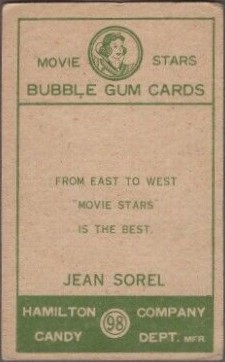 MOVIE STARS
BUBBLE GUM CARDS
FROM EAST TO WEST
"MOVIE STARS"
IS THE BEST.
JEAN SOREL
HAMILTON COMPANY
98
CANDY DEPT. MFR